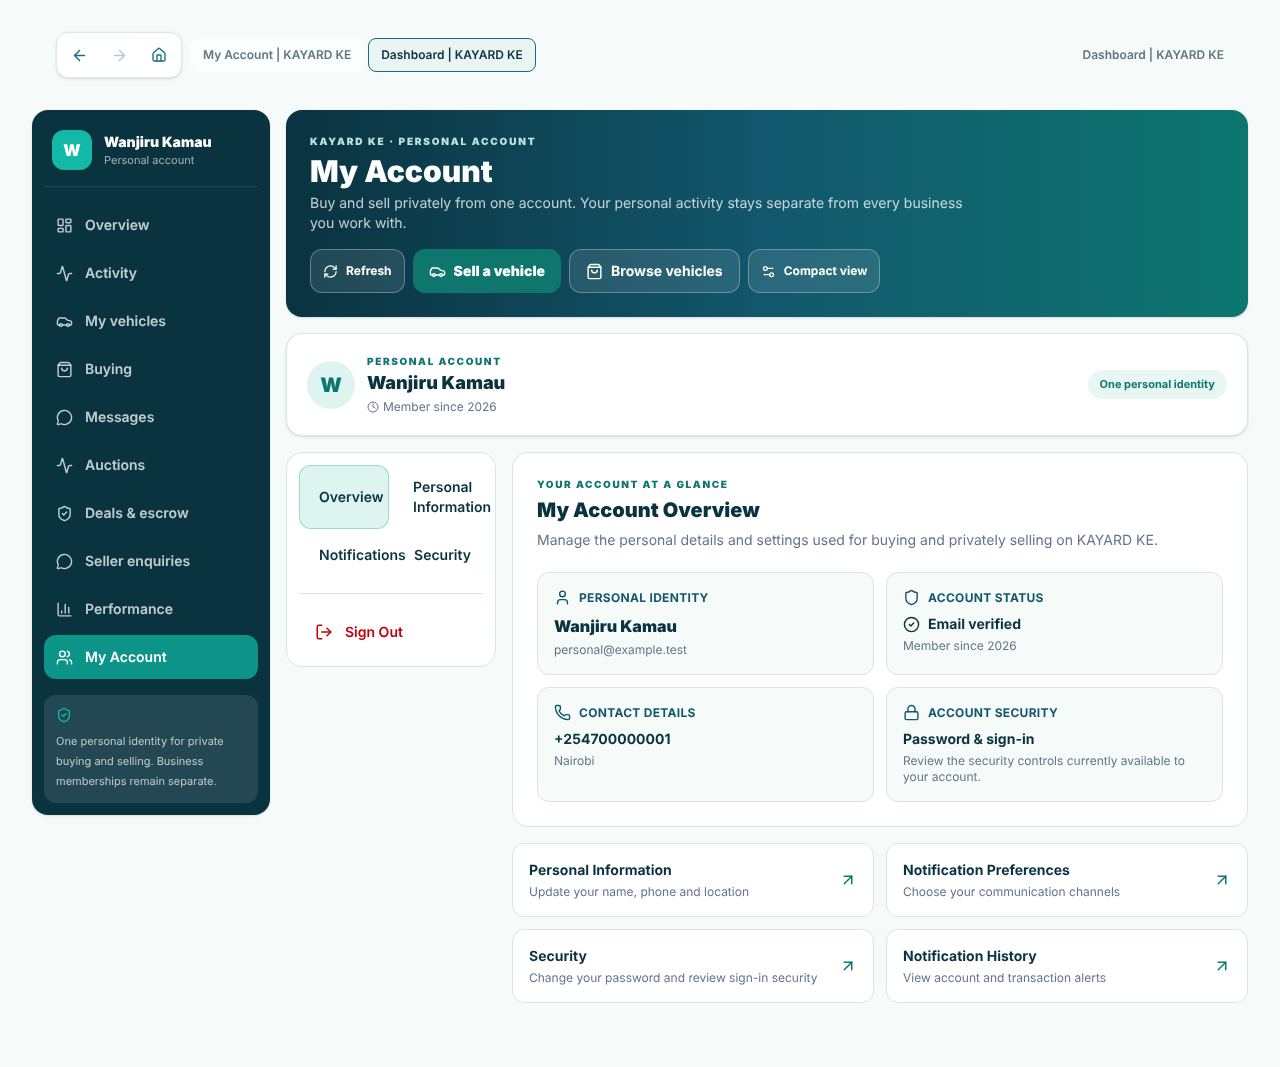 My Account | KAYARD KE
Dashboard | KAYARD KE
Dashboard | KAYARD KE
W
Wanjiru Kamau
Personal account
Overview
Activity
My vehicles
Buying
Messages
Auctions
Deals & escrow
Seller enquiries
Performance
My Account
One personal identity for private
buying and selling. Business
memberships remain separate.
KAYARD KE · PERSONAL ACCOUNT
My Account
Buy and sell privately from one account. Your personal activity stays separate from every business
you work with.
Refresh
Sell a vehicle
Browse vehicles
Compact view
W
PERSONAL ACCOUNT
Wanjiru Kamau
Member since 2026
One personal identity
Overview
Personal
Information
Notifications
Security
Sign Out
YOUR ACCOUNT AT A GLANCE
My Account Overview
Manage the personal details and settings used for buying and privately selling on KAYARD KE.
PERSONAL IDENTITY
Wanjiru Kamau
personal@example.test
ACCOUNT STATUS
Email verified
Member since 2026
CONTACT DETAILS
+254700000001
Nairobi
ACCOUNT SECURITY
Password & sign-in
Review the security controls currently available to
your account.
Personal Information
Update your name, phone and location
Notification Preferences
Choose your communication channels
Security
Change your password and review sign-in security
Notification History
View account and transaction alerts